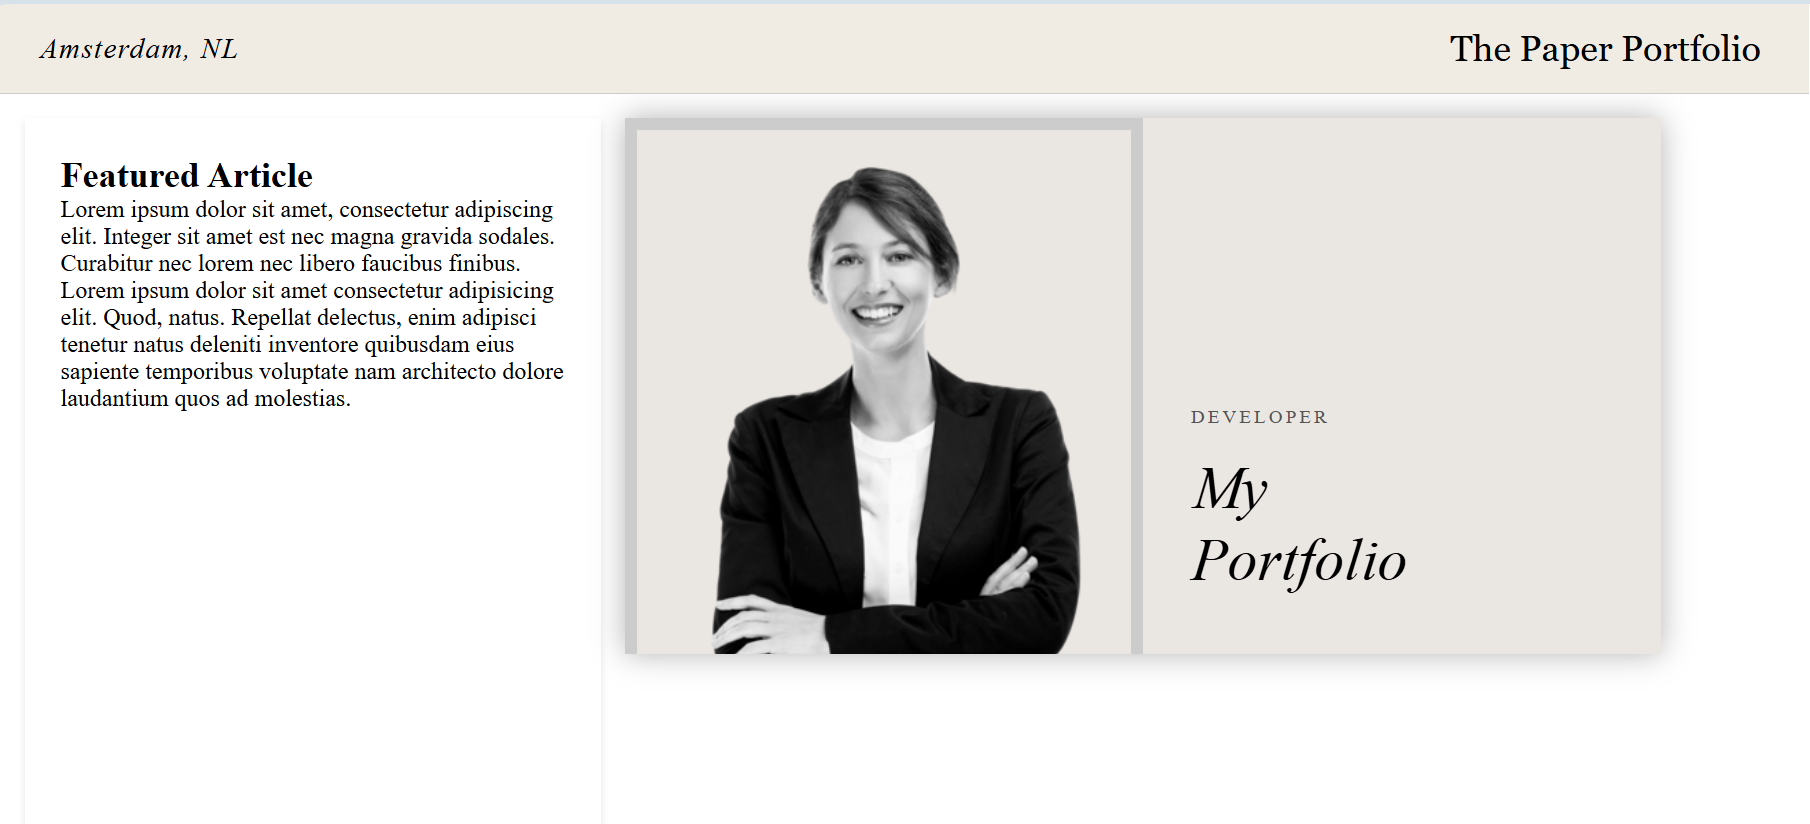 Amsterdam, NL
The Paper Portfolio
Featured Article
Lorem ipsum dolor sit amet, consectetur adipiscing
elit. Integer sit amet est nec magna gravida sodales.
Curabitur nec lorem nec libero faucibus finibus.
Lorem ipsum dolor sit amet consectetur adipisicing
elit. Quod, natus. Repellat delectus, enim adipisci
tenetur natus deleniti inventore quibusdam eius
sapiente temporibus voluptate nam architecto dolore
laudantium quos ad molestias.
DEVELOPER
My
Portfolio